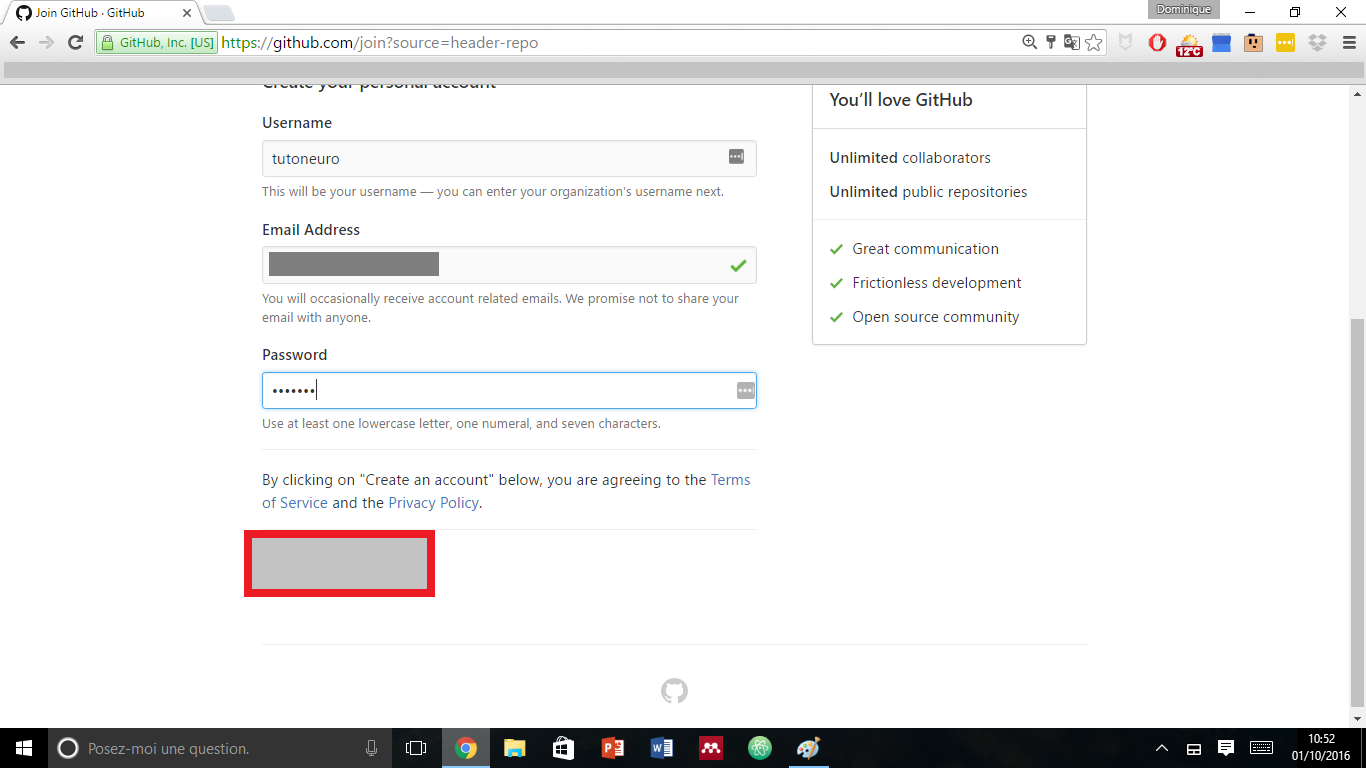 Join GitHub · GitHub
Dominique
GitHub, Inc. [US]
https://github.com/join?source=header-repo
12°C
Create your personal account
Username
tutoneuro
This will be your username — you can enter your organization's username next.
Email Address
You will occasionally receive account related emails. We promise not to share your
email with anyone.
Password
•••••••
Use at least one lowercase letter, one numeral, and seven characters.
By clicking on "Create an account" below, you are agreeing to the Terms
of Service and the Privacy Policy.
You'll love GitHub
Unlimited collaborators
Unlimited public repositories
Great communication
Frictionless development
Open source community
Posez-moi une question.
10:52
01/10/2016